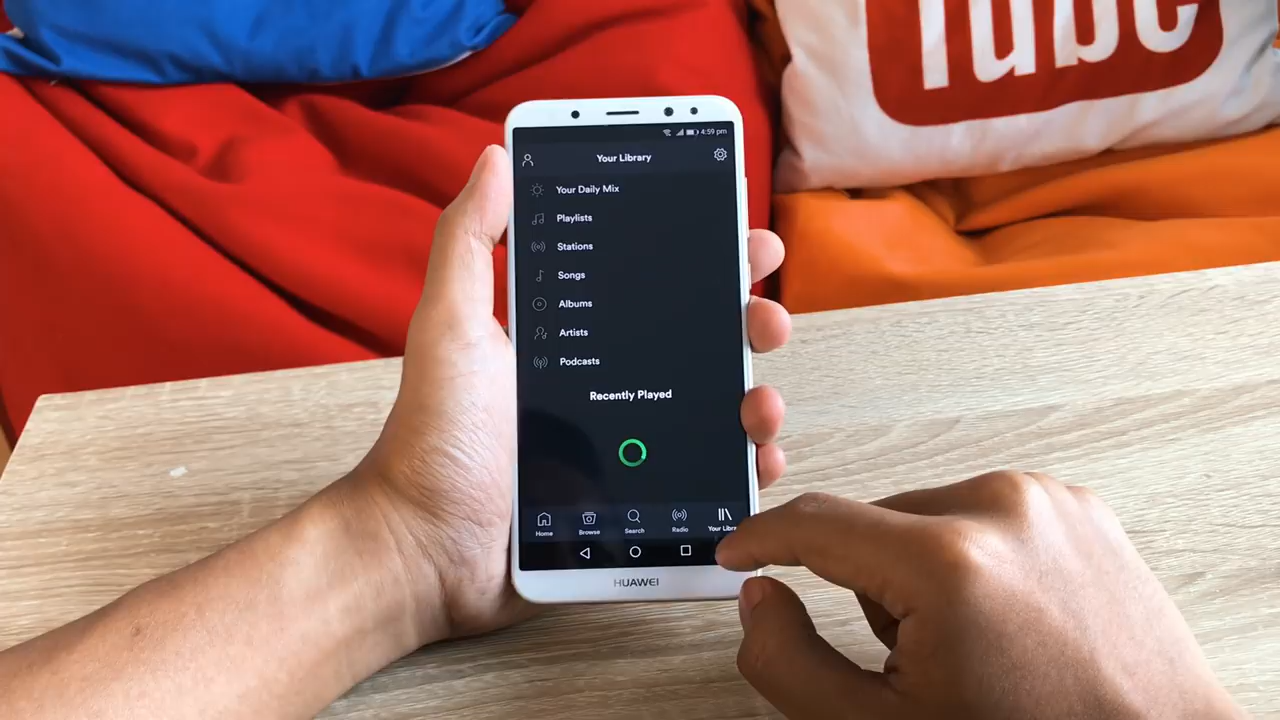 Tube
4:59 pm
Your Library
Your Daily Mix
Playlists
Stations
Songs
Albums
Artists
Podcasts
Recently Played
Home
Browse
Search
Radio
Your
HUAWEI